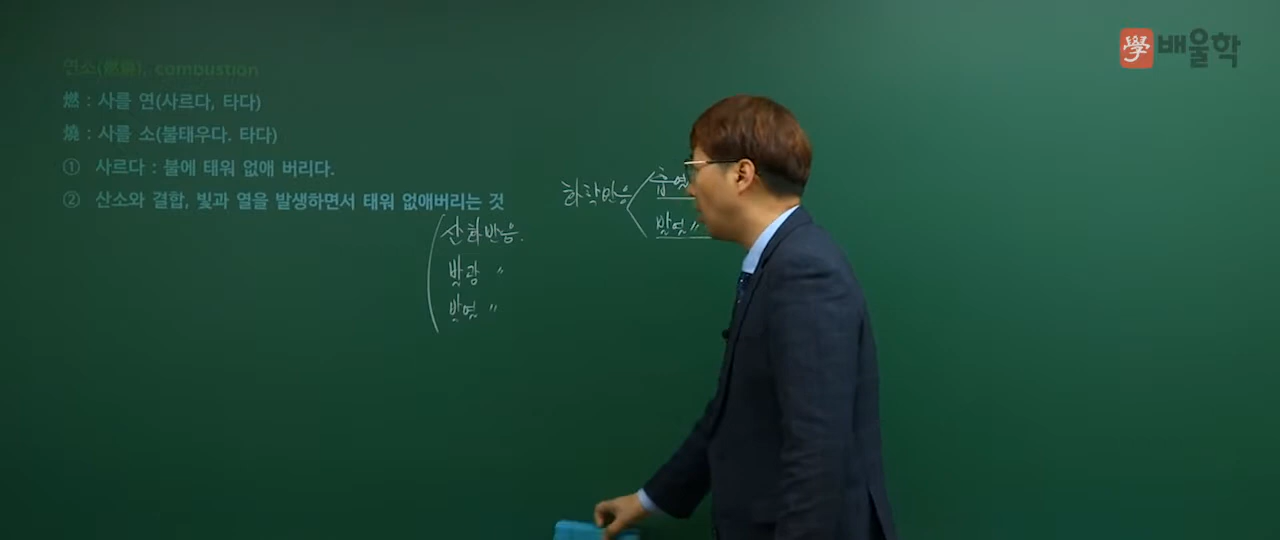 學 배울학
연소(燃燒), combustion
燃 : 사를 연(사르다, 타다)
燒 : 사를 소(불태우다. 타다)
① 사르다 : 불에 태워 없애 버리다.
② 산소와 결합, 빛과 열을 발생하면서 태워 없애버리는 것
산화반응.
발광 〃
발열 〃
화학반응
흡열
발열 〃